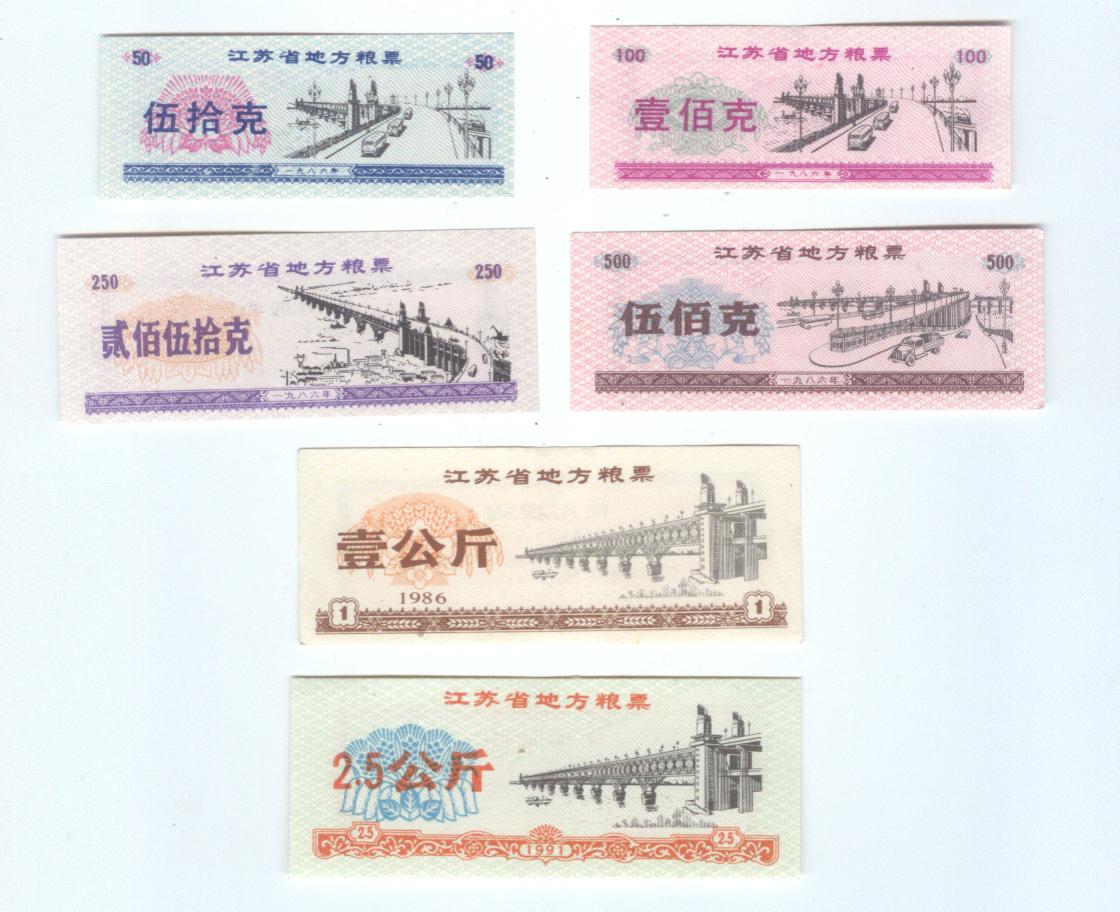 50 江苏省地方粮票 50
伍拾克
一九八六年
100 江苏省地方粮票 100
壹佰克
一九八六年
250 江苏省地方粮票 250
贰佰伍拾克
一九八六年
500 江苏省地方粮票 500
伍佰克
一九八六年
江苏省地方粮票
壹公斤
1986
1 1
江苏省地方粮票
2.5公斤
2.5 1991 2.5